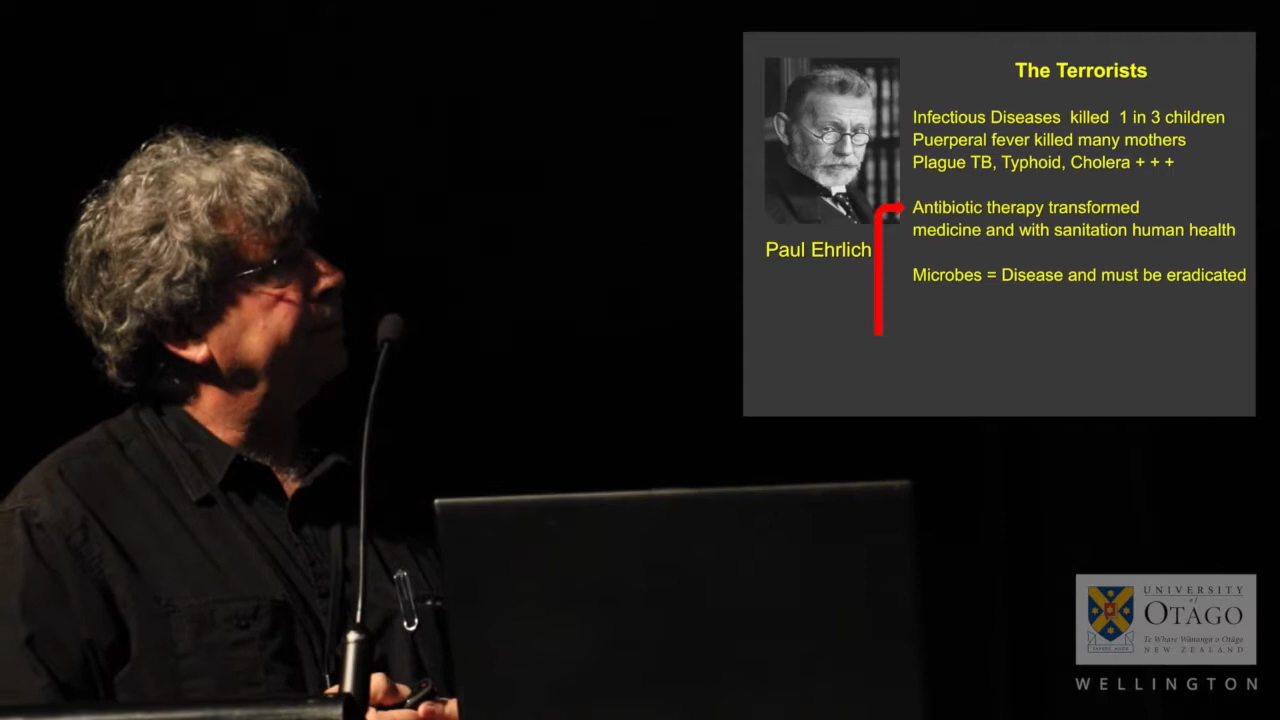 The Terrorists
Infectious Diseases killed 1 in 3 children
Puerperal fever killed many mothers
Plague TB, Typhoid, Cholera + + +
Antibiotic therapy transformed
medicine and with sanitation human health
Microbes = Disease and must be eradicated
Paul Ehrlich
UNIVERSITY
of
OTAGO
Te Whare Wānanga o Otāgo
NEW ZEALAND
SAPERE AUDE
WELLINGTON